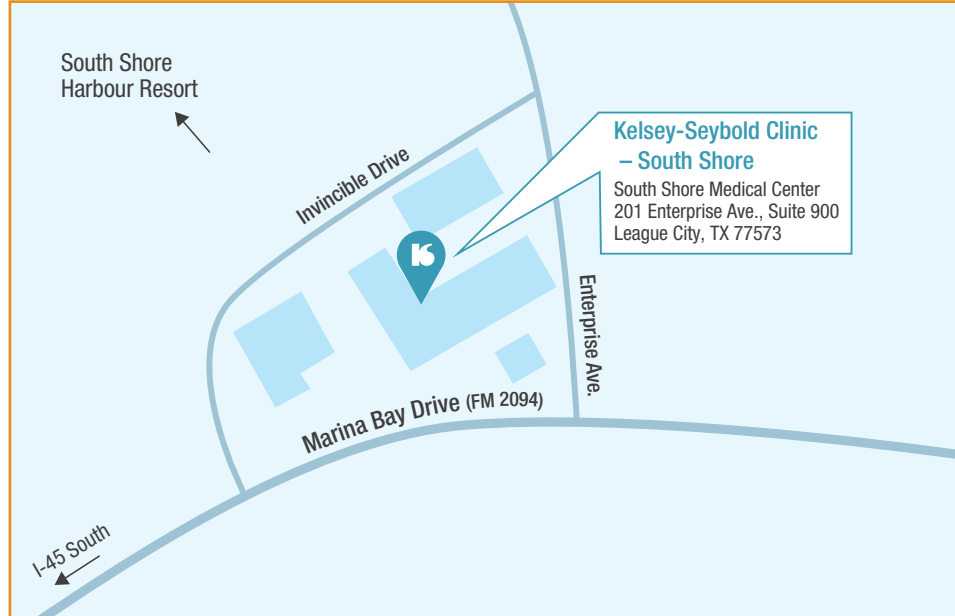 South Shore
Harbour Resort
Invincible Drive
Kelsey-Seybold Clinic
– South Shore
South Shore Medical Center
201 Enterprise Ave., Suite 900
League City, TX 77573
Enterprise Ave.
Marina Bay Drive (FM 2094)
I-45 South